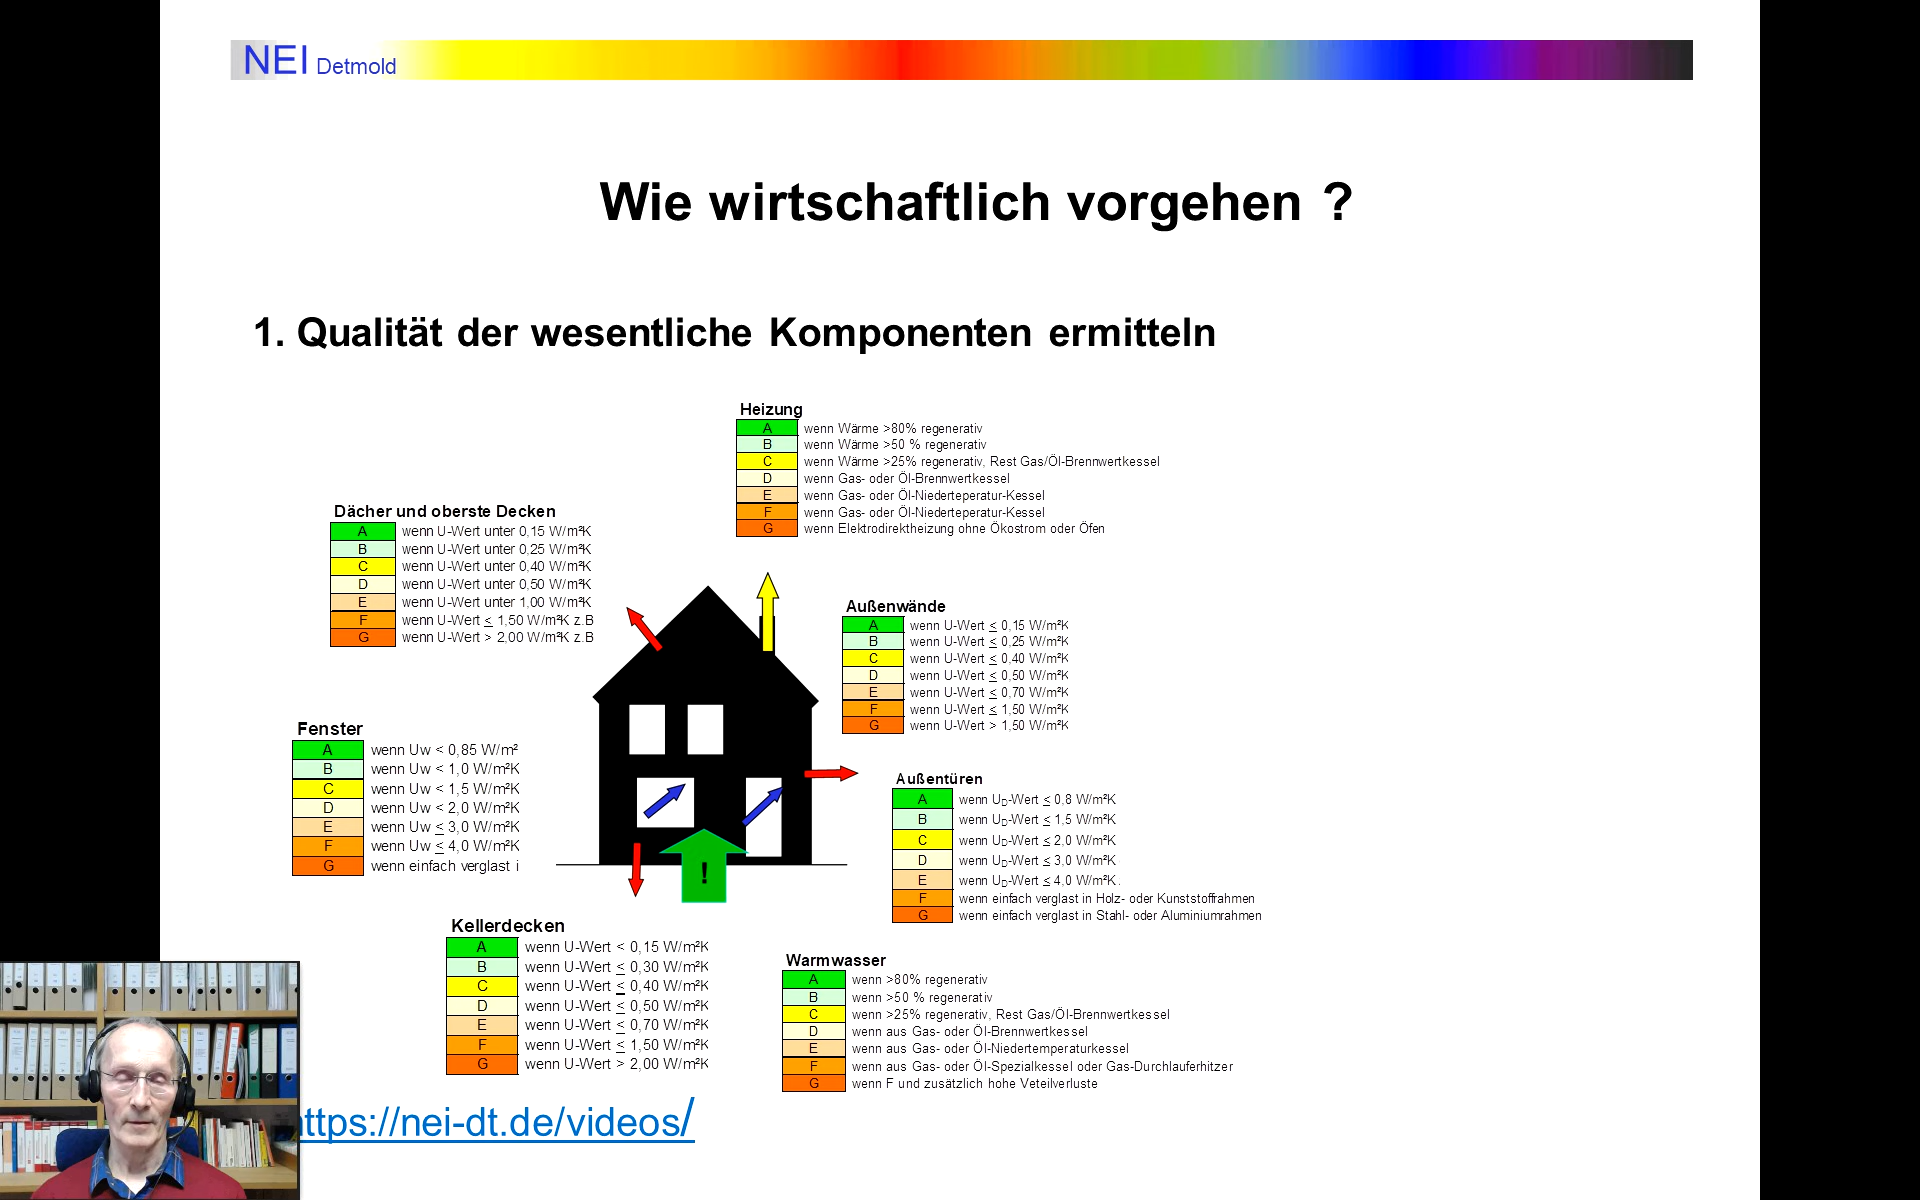 NEI Detmold
Wie wirtschaftlich vorgehen ?
1. Qualität der wesentliche Komponenten ermitteln
Heizung
A wenn Wärme >80% regenerativ
B wenn Wärme >50 % regenerativ
C wenn Wärme >25% regenerativ, Rest Gas/Öl-Brennwertkessel
D wenn Gas- oder Öl-Brennwertkessel
E wenn Gas- oder Öl-Niederteperatur-Kessel
F wenn Gas- oder Öl-Niederteperatur-Kessel
G wenn Elektrodirektheizung ohne Ökostrom oder Öfen
Dächer und oberste Decken
A wenn U-Wert unter 0,15 W/m²K
B wenn U-Wert unter 0,25 W/m²K
C wenn U-Wert unter 0,40 W/m²K
D wenn U-Wert unter 0,50 W/m²K
E wenn U-Wert unter 1,00 W/m²K
F wenn U-Wert ≤ 1,50 W/m²K z.B
G wenn U-Wert > 2,00 W/m²K z.B
Außenwände
A wenn U-Wert ≤ 0,15 W/m²K
B wenn U-Wert ≤ 0,25 W/m²K
C wenn U-Wert ≤ 0,40 W/m²K
D wenn U-Wert ≤ 0,50 W/m²K
E wenn U-Wert ≤ 0,70 W/m²K
F wenn U-Wert ≤ 1,50 W/m²K
G wenn U-Wert > 1,50 W/m²K
Fenster
A wenn Uw < 0,85 W/m²
B wenn Uw < 1,0 W/m²K
C wenn Uw < 1,5 W/m²K
D wenn Uw < 2,0 W/m²K
E wenn Uw ≤ 3,0 W/m²K
F wenn Uw ≤ 4,0 W/m²K
G wenn einfach verglast i
Außentüren
A wenn UD-Wert ≤ 0,8 W/m²K
B wenn UD-Wert ≤ 1,5 W/m²K
C wenn UD-Wert ≤ 2,0 W/m²K
D wenn UD-Wert ≤ 3,0 W/m²K
E wenn UD-Wert ≤ 4,0 W/m²K.
F wenn einfach verglast in Holz- oder Kunststoffrahmen
G wenn einfach verglast in Stahl- oder Aluminiumrahmen
!
Kellerdecken
A wenn U-Wert < 0,15 W/m²K
B wenn U-Wert ≤ 0,30 W/m²K
C wenn U-Wert ≤ 0,40 W/m²K
D wenn U-Wert ≤ 0,50 W/m²K
E wenn U-Wert ≤ 0,70 W/m²K
F wenn U-Wert ≤ 1,50 W/m²K
G wenn U-Wert > 2,00 W/m²K
Warmwasser
A wenn >80% regenerativ
B wenn >50 % regenerativ
C wenn >25% regenerativ, Rest Gas/Öl-Brennwertkessel
D wenn aus Gas- oder Öl-Brennwertkessel
E wenn aus Gas- oder Öl-Niedertemperaturkessel
F wenn aus Gas- oder Öl-Spezialkessel oder Gas-Durchlauferhitzer
G wenn F und zusätzlich hohe Veteilverluste
ttps://nei-dt.de/videos/